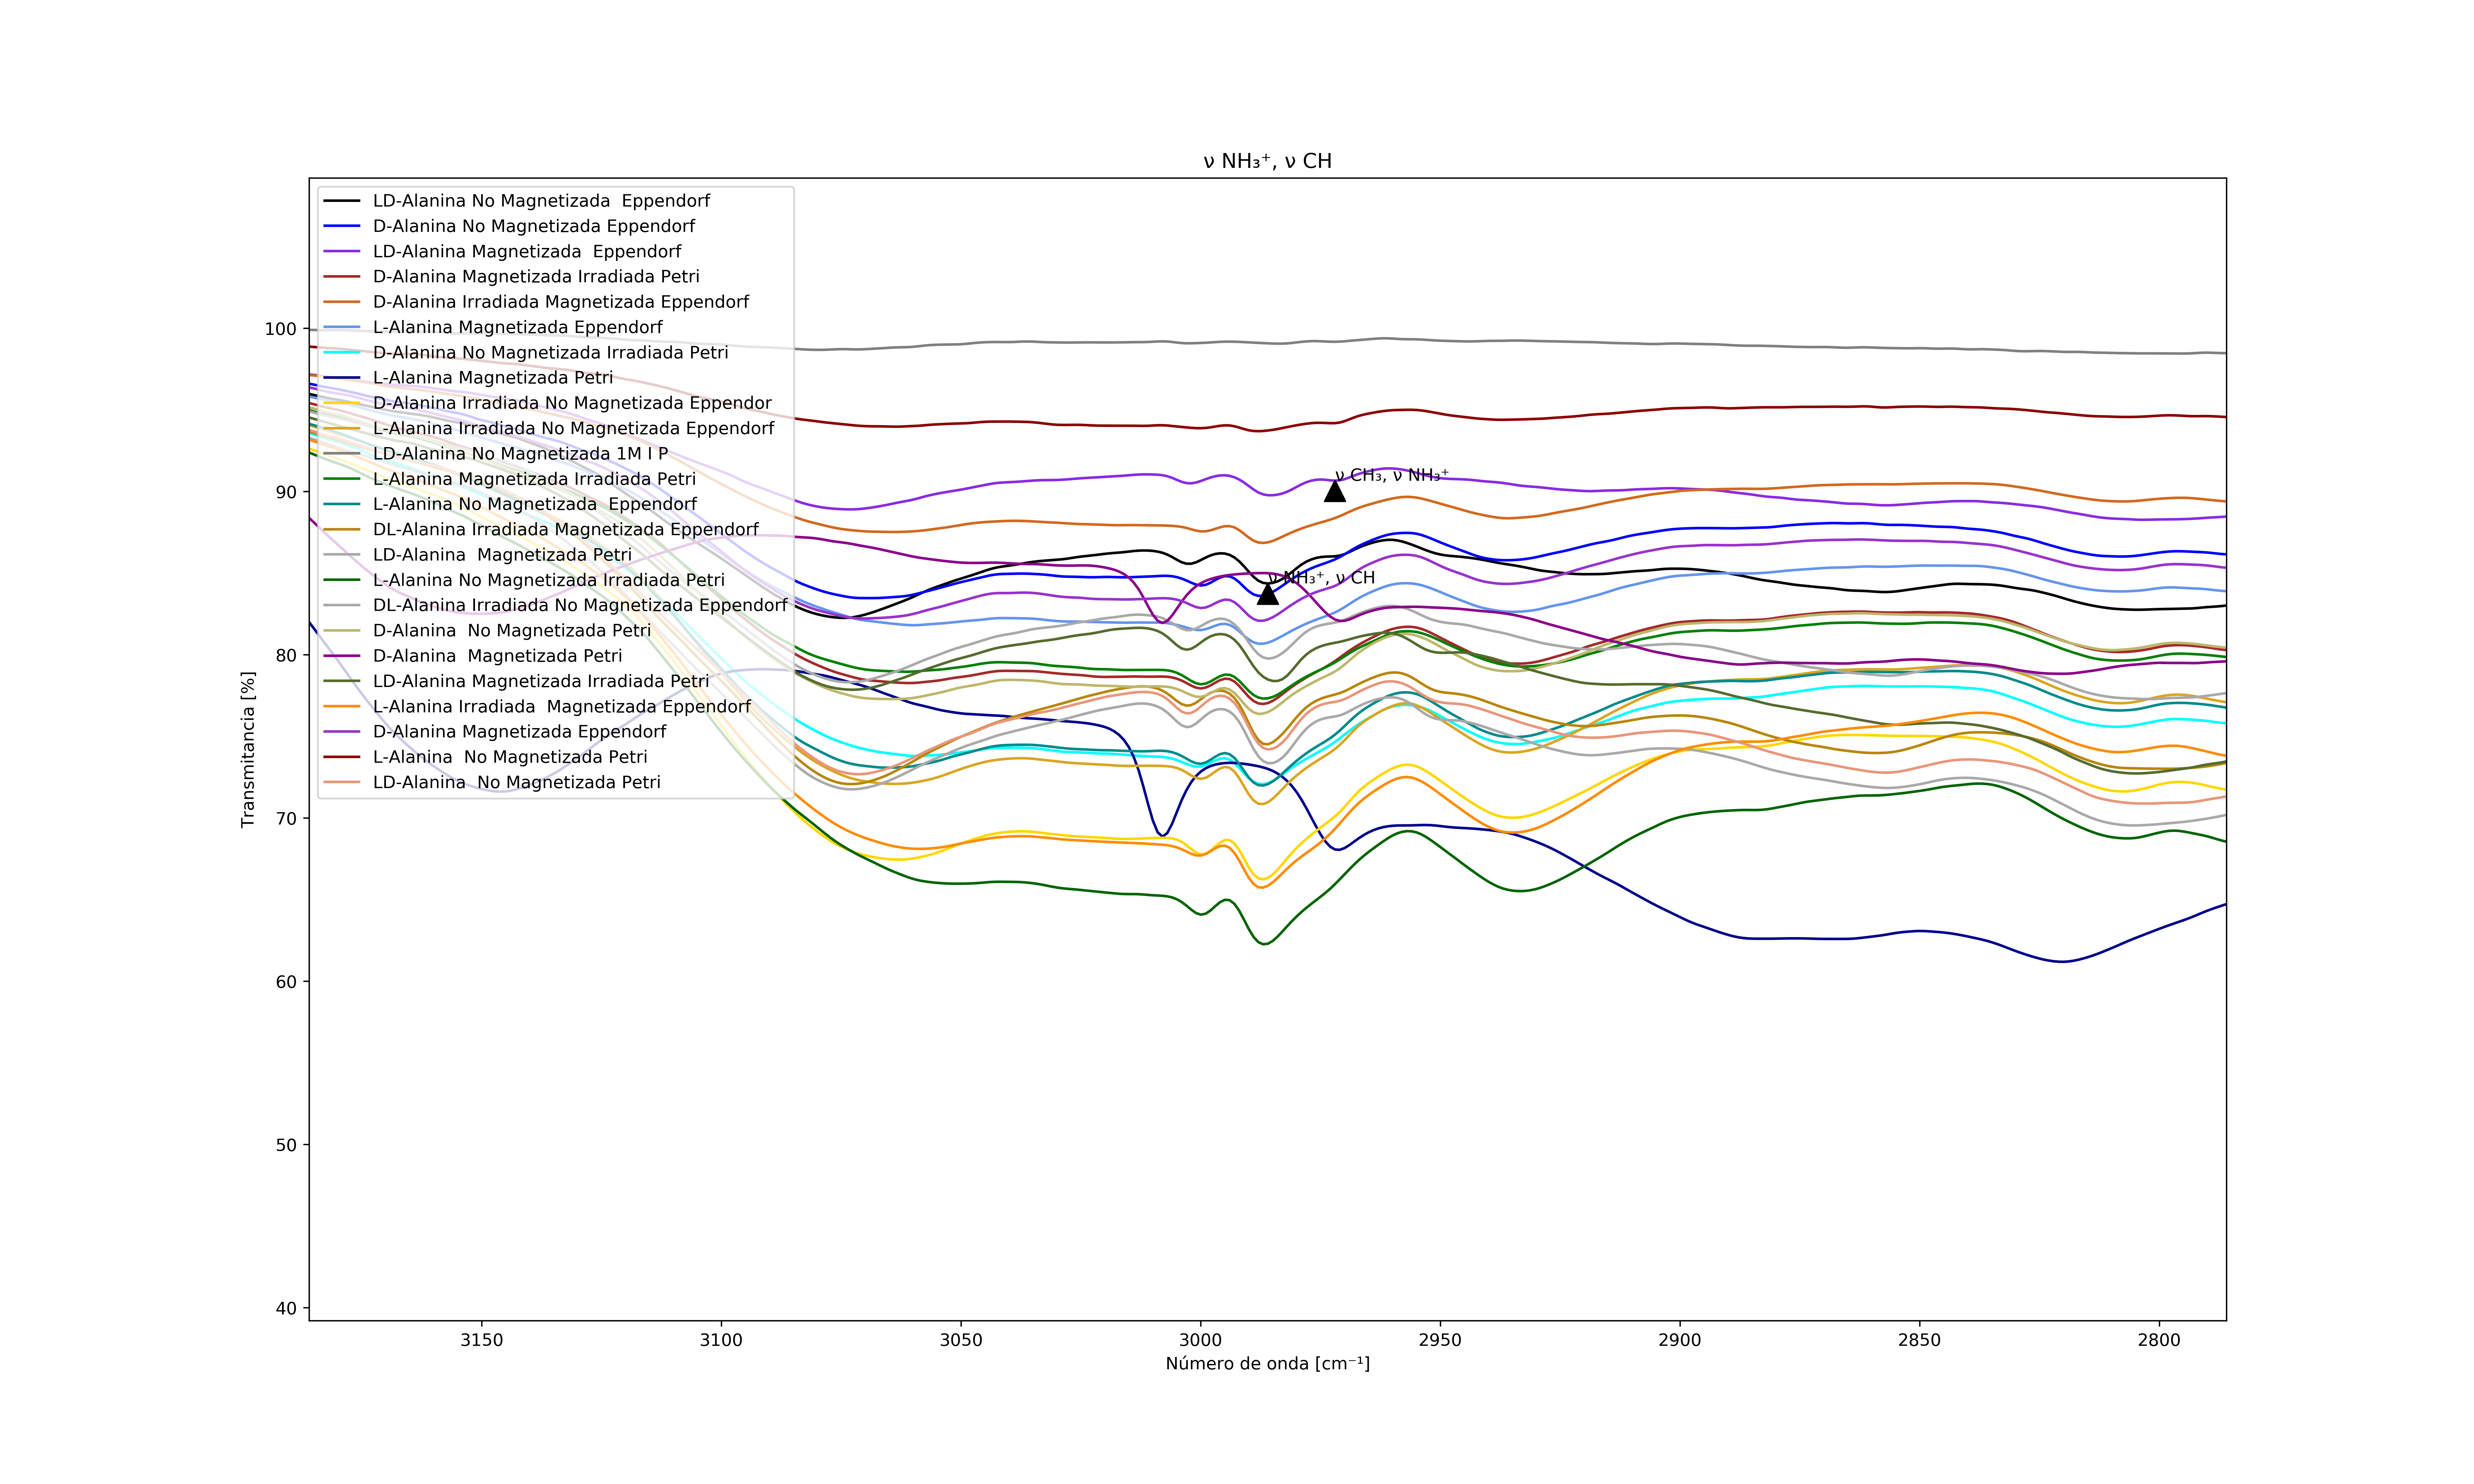 ν NH₃⁺, ν CH
LD-Alanina No Magnetizada  Eppendorf
D-Alanina No Magnetizada Eppendorf
LD-Alanina Magnetizada  Eppendorf
D-Alanina Magnetizada Irradiada Petri
D-Alanina Irradiada Magnetizada Eppendorf
L-Alanina Magnetizada Eppendorf
D-Alanina No Magnetizada Irradiada Petri
L-Alanina Magnetizada Petri
D-Alanina Irradiada No Magnetizada Eppendor
L-Alanina Irradiada No Magnetizada Eppendorf
LD-Alanina No Magnetizada 1M I P
L-Alanina Magnetizada Irradiada Petri
L-Alanina No Magnetizada  Eppendorf
DL-Alanina Irradiada Magnetizada Eppendorf
LD-Alanina  Magnetizada Petri
L-Alanina No Magnetizada Irradiada Petri
DL-Alanina Irradiada No Magnetizada Eppendorf
D-Alanina  No Magnetizada Petri
D-Alanina  Magnetizada Petri
LD-Alanina Magnetizada Irradiada Petri
L-Alanina Irradiada  Magnetizada Eppendorf
D-Alanina Magnetizada Eppendorf
L-Alanina  No Magnetizada Petri
LD-Alanina  No Magnetizada Petri
ν CH₃, ν NH₃⁺
ν NH₃⁺, ν CH
Transmitancia [%]
100
90
80
70
60
50
40
3150 3100 3050 3000 2950 2900 2850 2800
Número de onda [cm⁻¹]